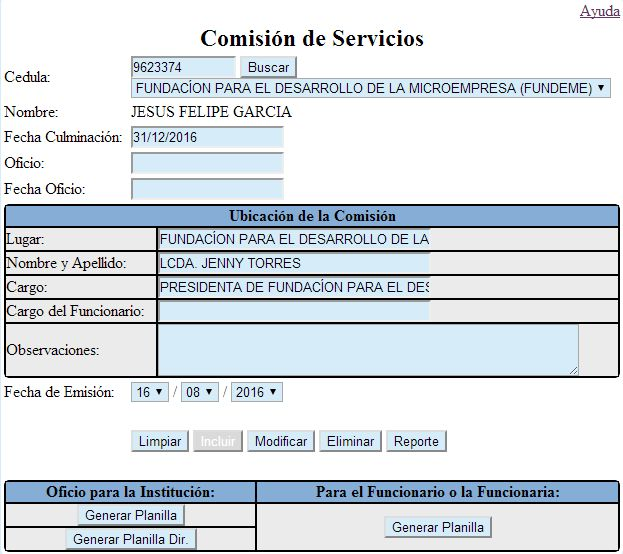 Ayuda
Comisión de Servicios
Cedula: 9623374 Buscar
FUNDACÍON PARA EL DESARROLLO DE LA MICROEMPRESA (FUNDEME)
Nombre: JESUS FELIPE GARCIA
Fecha Culminación: 31/12/2016
Oficio:
Fecha Oficio:
Ubicación de la Comisión
Lugar: FUNDACÍON PARA EL DESARROLLO DE LA
Nombre y Apellido: LCDA. JENNY TORRES
Cargo: PRESIDENTA DE FUNDACÍON PARA EL DES
Cargo del Funcionario:
Observaciones:
Fecha de Emisión: 16 / 08 / 2016
Limpiar Incluir Modificar Eliminar Reporte
Oficio para la Institución: Para el Funcionario o la Funcionaria:
Generar Planilla
Generar Planilla
Generar Planilla Dir.